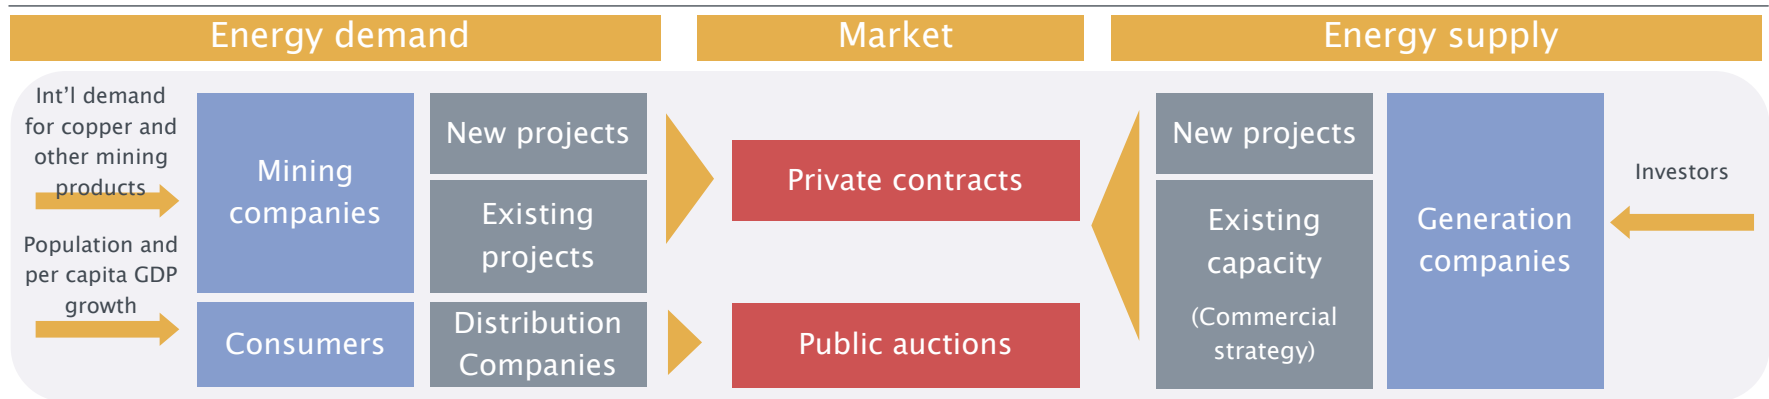 Energy demand
Market
Energy supply
Int’l demand
for copper and
other mining
products
Population and
per capita GDP
growth
Mining
companies
Consumers
New projects
Existing
projects
Distribution
Companies
Private contracts
Public auctions
New projects
Existing
capacity
(Commercial
strategy)
Generation
companies
Investors